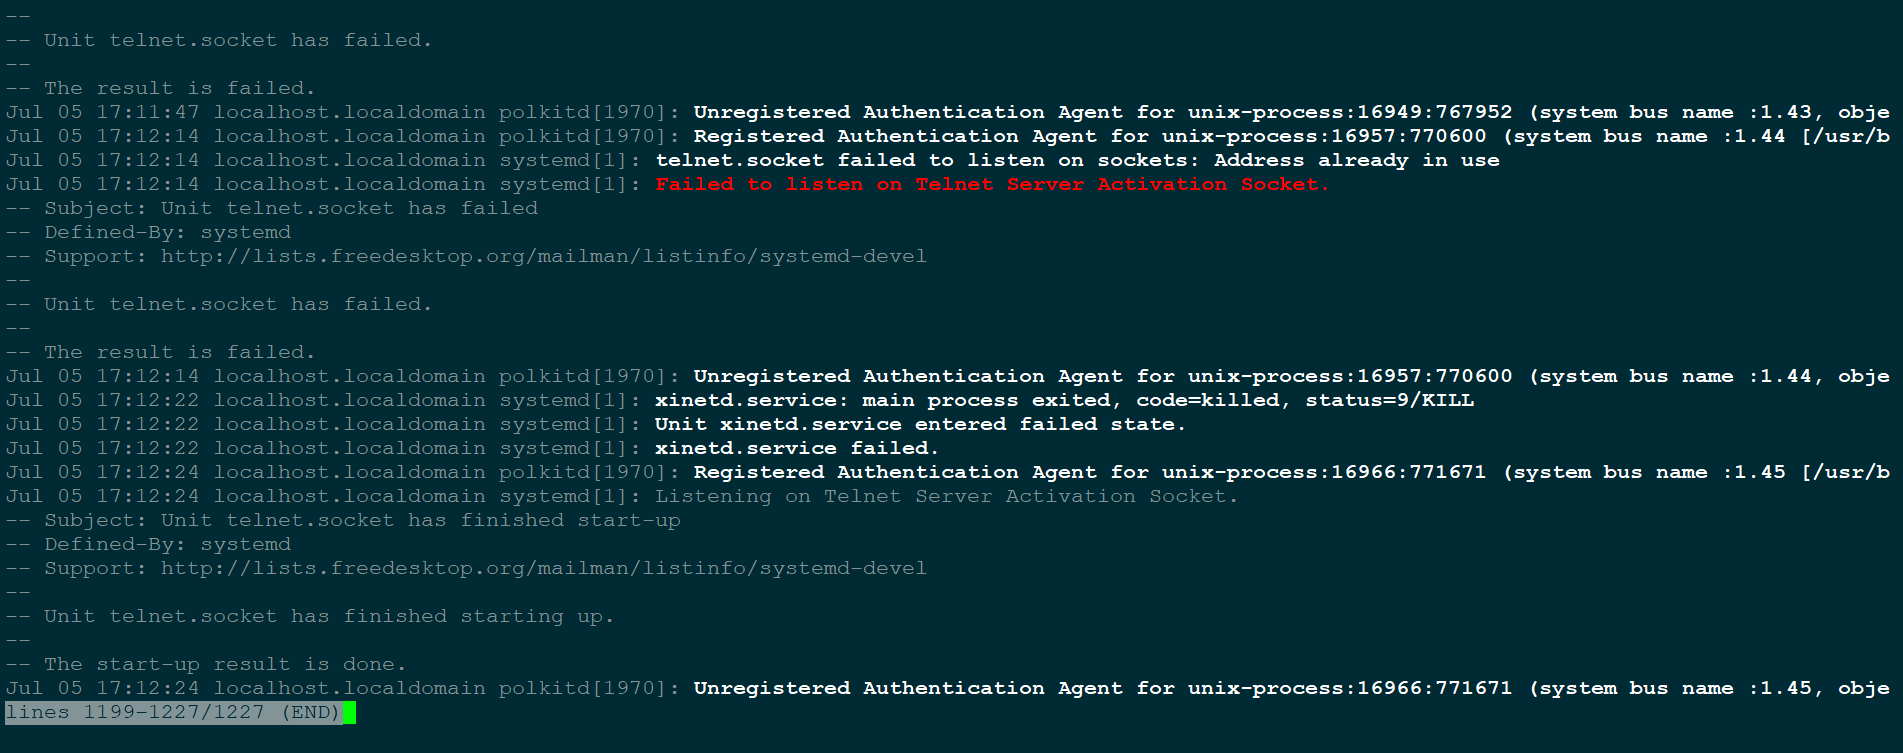 --
-- Unit telnet.socket has failed.
--
-- The result is failed.
Jul 05 17:11:47 localhost.localdomain polkitd[1970]: Unregistered Authentication Agent for unix-process:16949:767952 (system bus name :1.43, obje
Jul 05 17:12:14 localhost.localdomain polkitd[1970]: Registered Authentication Agent for unix-process:16957:770600 (system bus name :1.44 [/usr/b
Jul 05 17:12:14 localhost.localdomain systemd[1]: telnet.socket failed to listen on sockets: Address already in use
Jul 05 17:12:14 localhost.localdomain systemd[1]: Failed to listen on Telnet Server Activation Socket.
-- Subject: Unit telnet.socket has failed
-- Defined-By: systemd
-- Support: http://lists.freedesktop.org/mailman/listinfo/systemd-devel
--
-- Unit telnet.socket has failed.
--
-- The result is failed.
Jul 05 17:12:14 localhost.localdomain polkitd[1970]: Unregistered Authentication Agent for unix-process:16957:770600 (system bus name :1.44, obje
Jul 05 17:12:22 localhost.localdomain systemd[1]: xinetd.service: main process exited, code=killed, status=9/KILL
Jul 05 17:12:22 localhost.localdomain systemd[1]: Unit xinetd.service entered failed state.
Jul 05 17:12:22 localhost.localdomain systemd[1]: xinetd.service failed.
Jul 05 17:12:24 localhost.localdomain polkitd[1970]: Registered Authentication Agent for unix-process:16966:771671 (system bus name :1.45 [/usr/b
Jul 05 17:12:24 localhost.localdomain systemd[1]: Listening on Telnet Server Activation Socket.
-- Subject: Unit telnet.socket has finished start-up
-- Defined-By: systemd
-- Support: http://lists.freedesktop.org/mailman/listinfo/systemd-devel
--
-- Unit telnet.socket has finished starting up.
--
-- The start-up result is done.
Jul 05 17:12:24 localhost.localdomain polkitd[1970]: Unregistered Authentication Agent for unix-process:16966:771671 (system bus name :1.45, obje
lines 1199-1227/1227 (END)